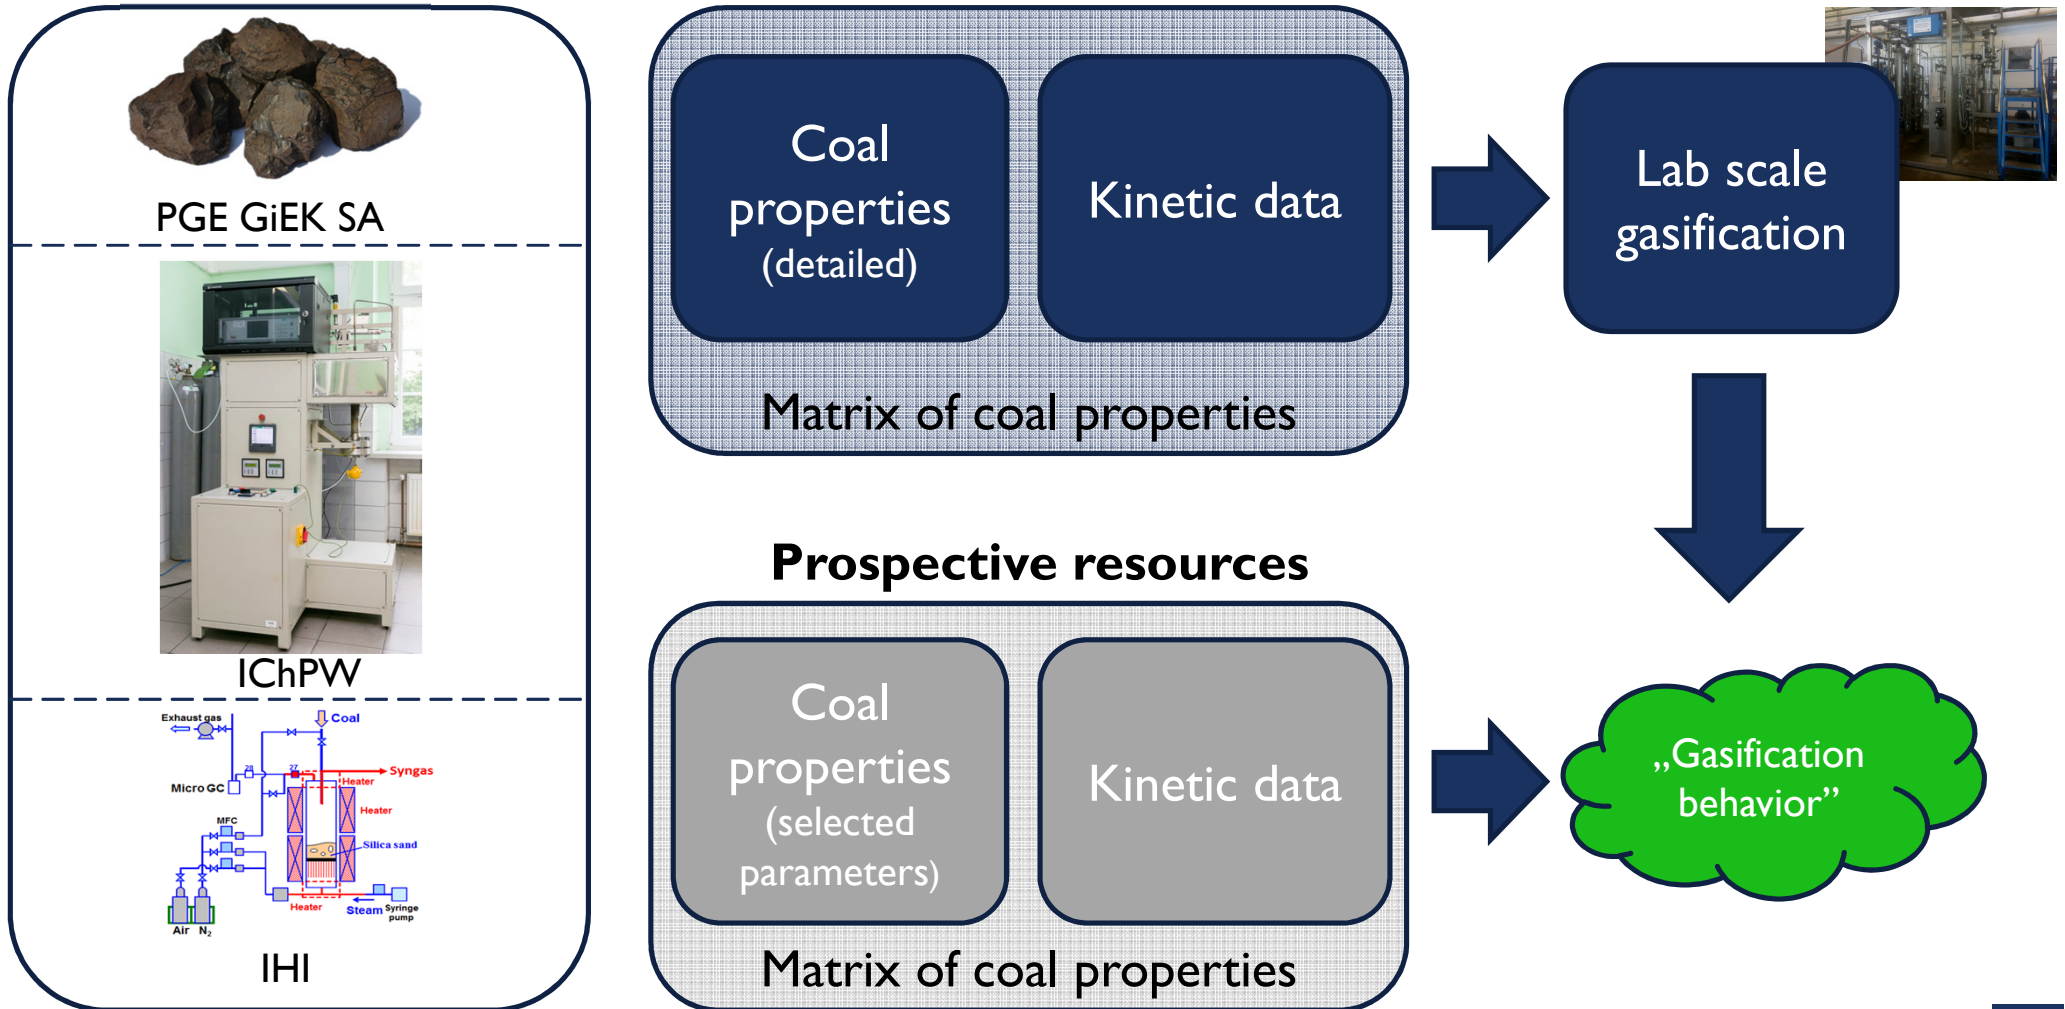 PGE GiEK SA
IChPW
Exhaust gas
Coal
28
27
Syngas
Micro GC
Heater
Heater
MFC
Silica sand
Heater
Steam
Syringe
pump
Air
N₂
IHI
Coal
properties
(detailed)
Kinetic data
Matrix of coal properties
Lab scale
gasification
Prospective resources
Coal
properties
(selected
parameters)
Kinetic data
Matrix of coal properties
„Gasification
behavior”